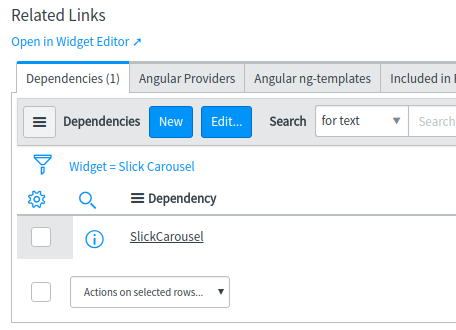 Related Links
Open in Widget Editor ↗
Dependencies (1) Angular Providers Angular ng-templates Included in
Dependencies New Edit... Search for text Search
Widget = Slick Carousel
Dependency
SlickCarousel
Actions on selected rows...